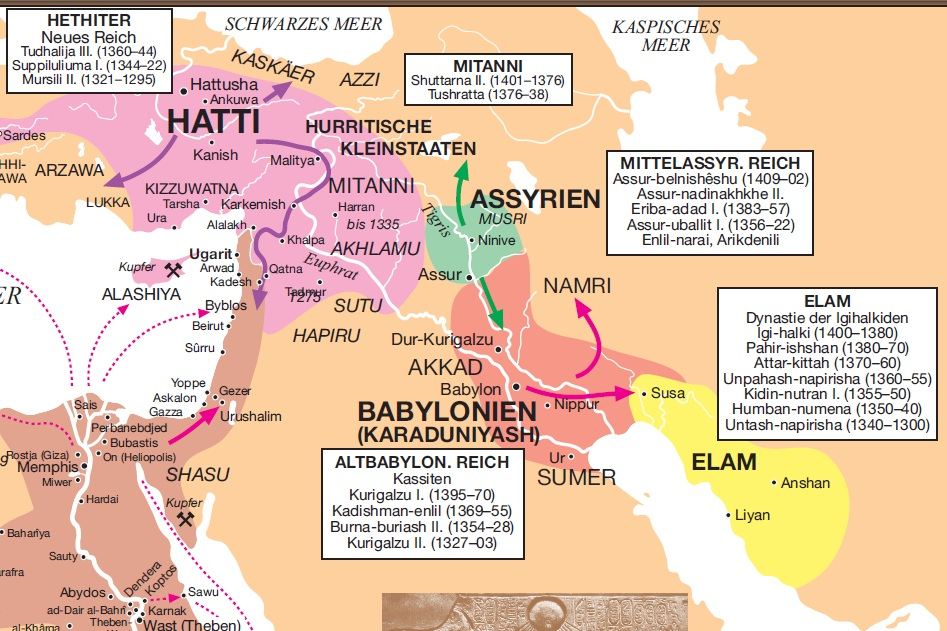 HETHITER
Neues Reich
Tudhalija III. (1360–44)
Suppiluliuma I. (1344–22)
Mursili II. (1321–1295)
SCHWARZES MEER
KASPISCHES
MEER
KASKÄER
AZZI
MITANNI
Shuttarna II. (1401–1376)
Tushratta (1376–38)
Hattusha
Ankuwa
HATTI
HURRITISCHE
KLEINSTAATEN
Sardes
Kanish
Malitya
HHI-
AWA
ARZAWA
MITTELASSYR. REICH
Assur-belnishêshu (1409–02)
Assur-nadinakhkhe II.
Eriba-adad I. (1383–57)
Assur-uballit I. (1356–22)
Enlil-narai, Arikdenili
KIZZUWATNA
MITANNI
ASSYRIEN
LUKKA
Tarsha
Karkemish
Harran
Tigris
MUSRI
Ura
Alalakh
bis 1335
Khalpa
AKHLAMU
Ninive
Ugarit
Kupfer
Arwad
Qatna
Euphrat
Assur
Kadesh
ER
ALASHIYA
Tadmur
1275
SUTU
NAMRI
Byblos
Beirut
HAPIRU
ELAM
Dynastie der Igihalkiden
Igi-halki (1400–1380)
Pahir-ishshan (1380–70)
Attar-kittah (1370–60)
Unpahash-napirisha (1360–55)
Kidin-nutran I. (1355–50)
Humban-numena (1350–40)
Untash-napirisha (1340–1300)
Sûrru
Dur-Kurigalzu
AKKAD
Yoppe
Gezer
Babylon
Susa
Askalon
Gazza
Urushalim
Sais
BABYLONIEN
(KARADUNIYASH)
Nippur
Perbanebdjed
Bubastis
Rostja (Giza)
On (Heliopolis)
9
Memphis
Miwer
SHASU
ALTBABYLON. REICH
Kassiten
Kurigalzu I. (1395–70)
Kadishman-enlil (1369–55)
Burna-buriash II. (1354–28)
Kurigalzu II. (1327–03)
Ur
SUMER
ELAM
Anshan
Hardai
Kupfer
Liyan
Bahariya
Sauty
arafra
Dendera
Koptos
Abydos
Sawu
ad-Dair al-Bahrî
Karnak
al-Khârga
Theben-
W
Wast (Theben)